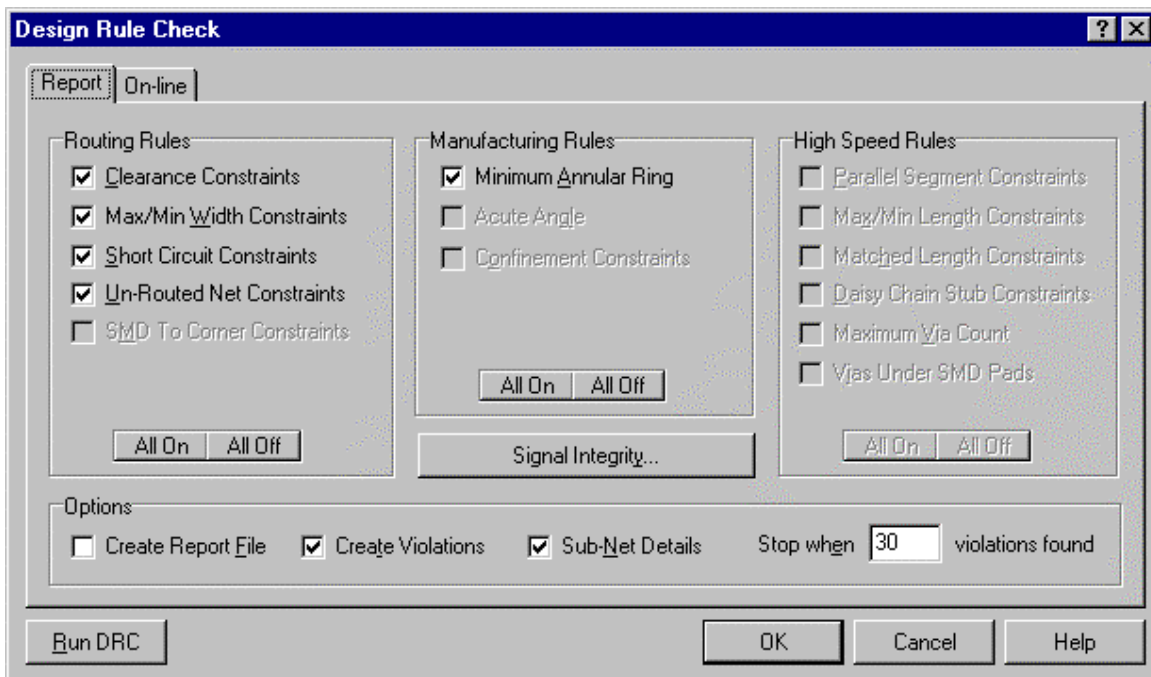 Design Rule Check
Report On-line
Routing Rules
Clearance Constraints
Max/Min Width Constraints
Short Circuit Constraints
Un-Routed Net Constraints
SMD To Corner Constraints
All On All Off
Manufacturing Rules
Minimum Annular Ring
Acute Angle
Confinement Constraints
All On All Off
Signal Integrity...
High Speed Rules
Parallel Segment Constraints
Max/Min Length Constraints
Matched Length Constraints
Daisy Chain Stub Constraints
Maximum Via Count
Vias Under SMD Pads
All On All Off
Options
Create Report File Create Violations Sub-Net Details Stop when 30 violations found
Run DRC OK Cancel Help